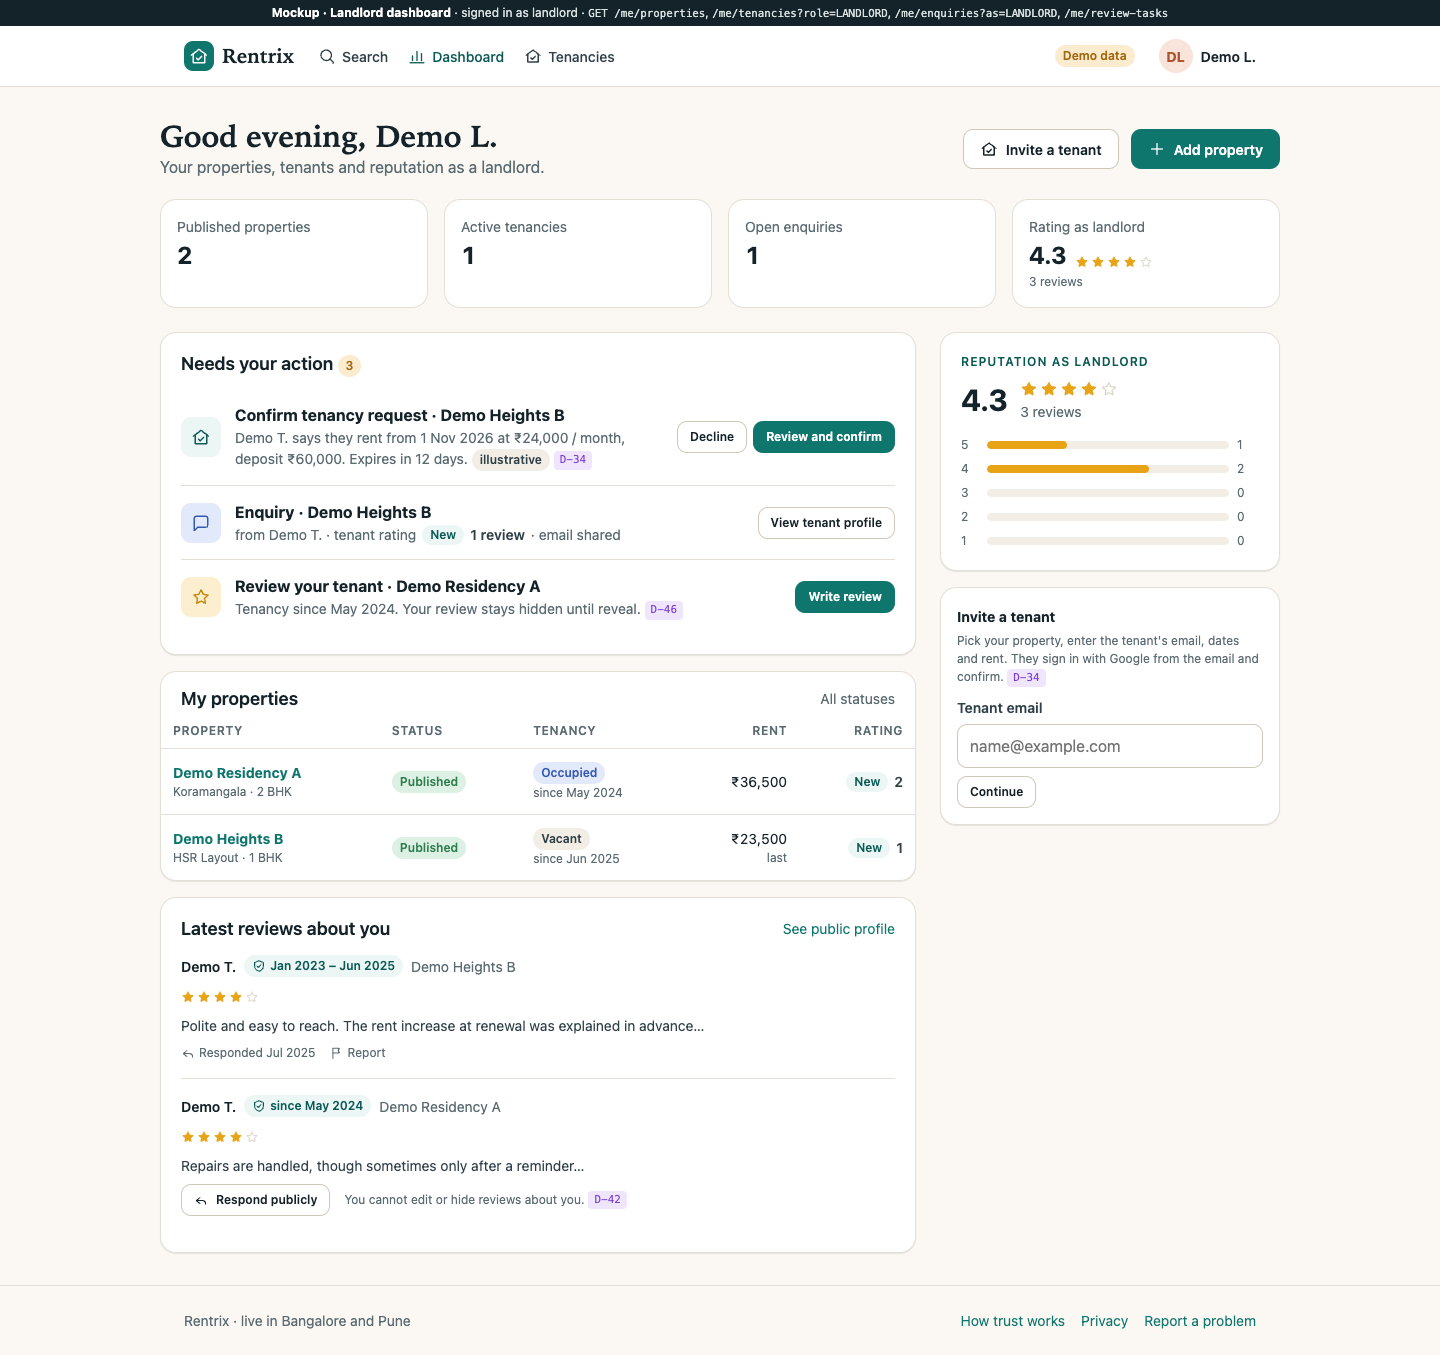 Mockup · Landlord dashboard · signed in as landlord · GET /me/properties, /me/tenancies?role=LANDLORD, /me/enquiries?as=LANDLORD, /me/review-tasks
Rentrix
Search
Dashboard
Tenancies
Demo data
DL
Demo L.
Good evening, Demo L.
Your properties, tenants and reputation as a landlord.
Invite a tenant
Add property
Published properties
2
Active tenancies
1
Open enquiries
1
Rating as landlord
4.3
3 reviews
Needs your action 3
Confirm tenancy request · Demo Heights B
Demo T. says they rent from 1 Nov 2026 at ₹24,000 / month,
deposit ₹60,000. Expires in 12 days. illustrative D-34
Decline
Review and confirm
Enquiry · Demo Heights B
from Demo T. · tenant rating New 1 review · email shared
View tenant profile
Review your tenant · Demo Residency A
Tenancy since May 2024. Your review stays hidden until reveal. D-46
Write review
My properties
All statuses
PROPERTY STATUS TENANCY RENT RATING
Demo Residency A
Koramangala · 2 BHK
Published
Occupied
since May 2024
₹36,500
New 2
Demo Heights B
HSR Layout · 1 BHK
Published
Vacant
since Jun 2025
₹23,500
last
New 1
Latest reviews about you
See public profile
Demo T. Jan 2023 – Jun 2025 Demo Heights B
Polite and easy to reach. The rent increase at renewal was explained in advance...
Responded Jul 2025 Report
Demo T. since May 2024 Demo Residency A
Repairs are handled, though sometimes only after a reminder...
Respond publicly
You cannot edit or hide reviews about you. D-42
REPUTATION AS LANDLORD
4.3
3 reviews
5 1
4 2
3 0
2 0
1 0
Invite a tenant
Pick your property, enter the tenant's email, dates
and rent. They sign in with Google from the email and
confirm. D-34
Tenant email
name@example.com
Continue
Rentrix · live in Bangalore and Pune
How trust works
Privacy
Report a problem